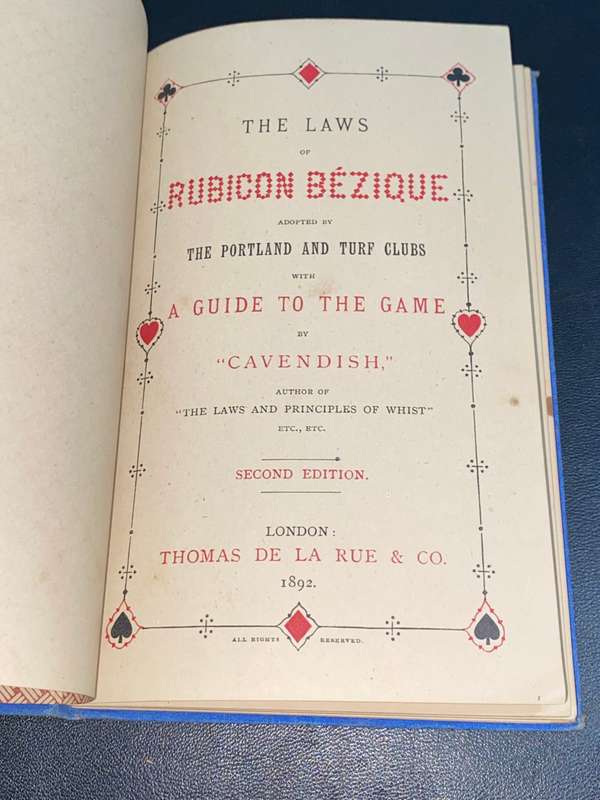 THE LAWS
OF
RUBICON BÉZIQUE
ADOPTED BY
THE PORTLAND AND TURF CLUBS
WITH
A GUIDE TO THE GAME
BY
"CAVENDISH,"
AUTHOR OF
"THE LAWS AND PRINCIPLES OF WHIST"
ETC., ETC.
SECOND EDITION.
LONDON:
THOMAS DE LA RUE & CO.
1892.
ALL RIGHTS RESERVED.